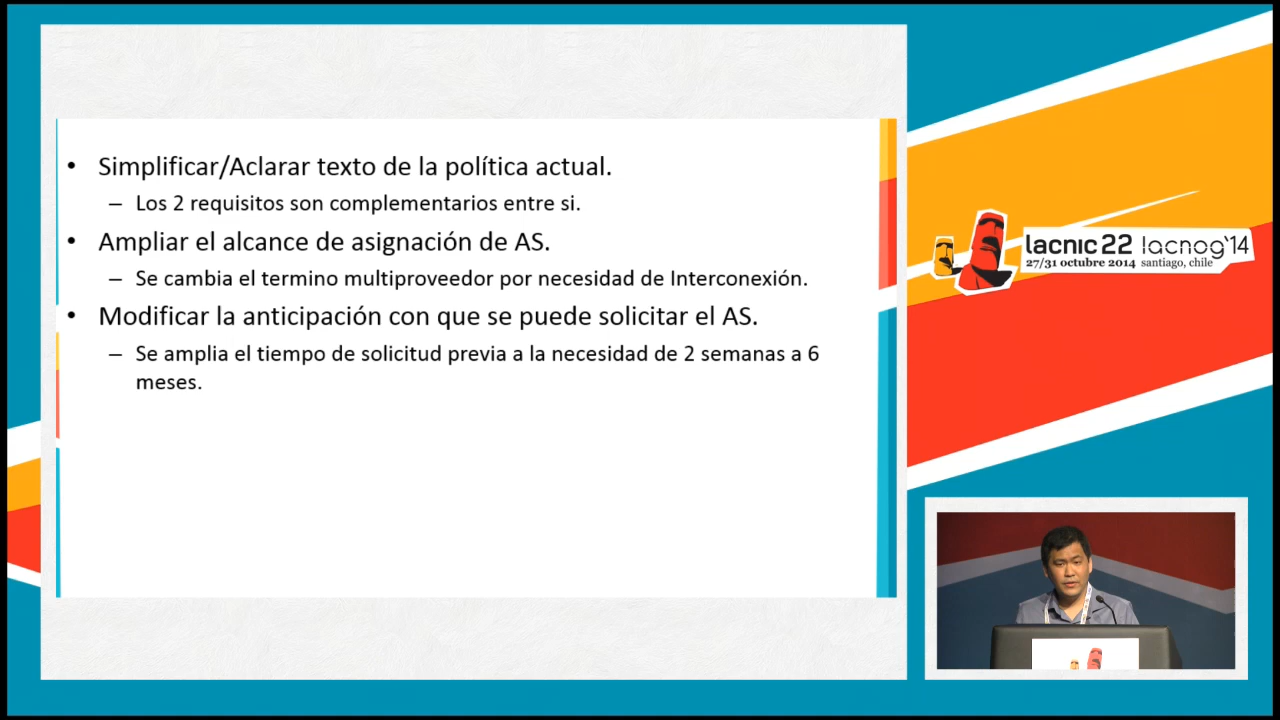 • Simplificar/Aclarar texto de la política actual.
– Los 2 requisitos son complementarios entre si.
• Ampliar el alcance de asignación de AS.
– Se cambia el termino multiproveedor por necesidad de Interconexión.
• Modificar la anticipación con que se puede solicitar el AS.
– Se amplia el tiempo de solicitud previa a la necesidad de 2 semanas a 6
meses.
lacnic 22 lacnog'14
27/31 octubre 2014 santiago, chile